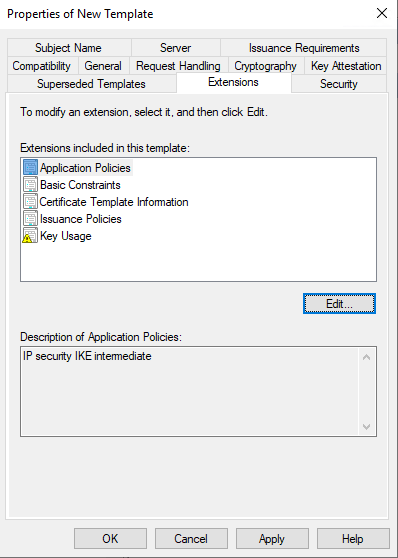 Properties of New Template
Subject Name Server Issuance Requirements
Compatibility General Request Handling Cryptography Key Attestation
Superseded Templates Extensions Security
To modify an extension, select it, and then click Edit.
Extensions included in this template:
Application Policies
Basic Constraints
Certificate Template Information
Issuance Policies
Key Usage
Edit...
Description of Application Policies:
IP security IKE intermediate
OK Cancel Apply Help